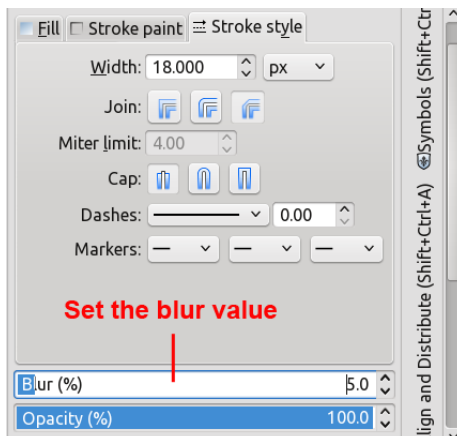 Fill Stroke paint Stroke style
Width: 18.000 px
Join:
Miter limit: 4.00
Cap:
Dashes: 0.00
Markers:
Set the blur value
Blur (%) 5.0
Opacity (%) 100.0
Symbols (Shift+Ctr
lign and Distribute (Shift+Ctrl+A)